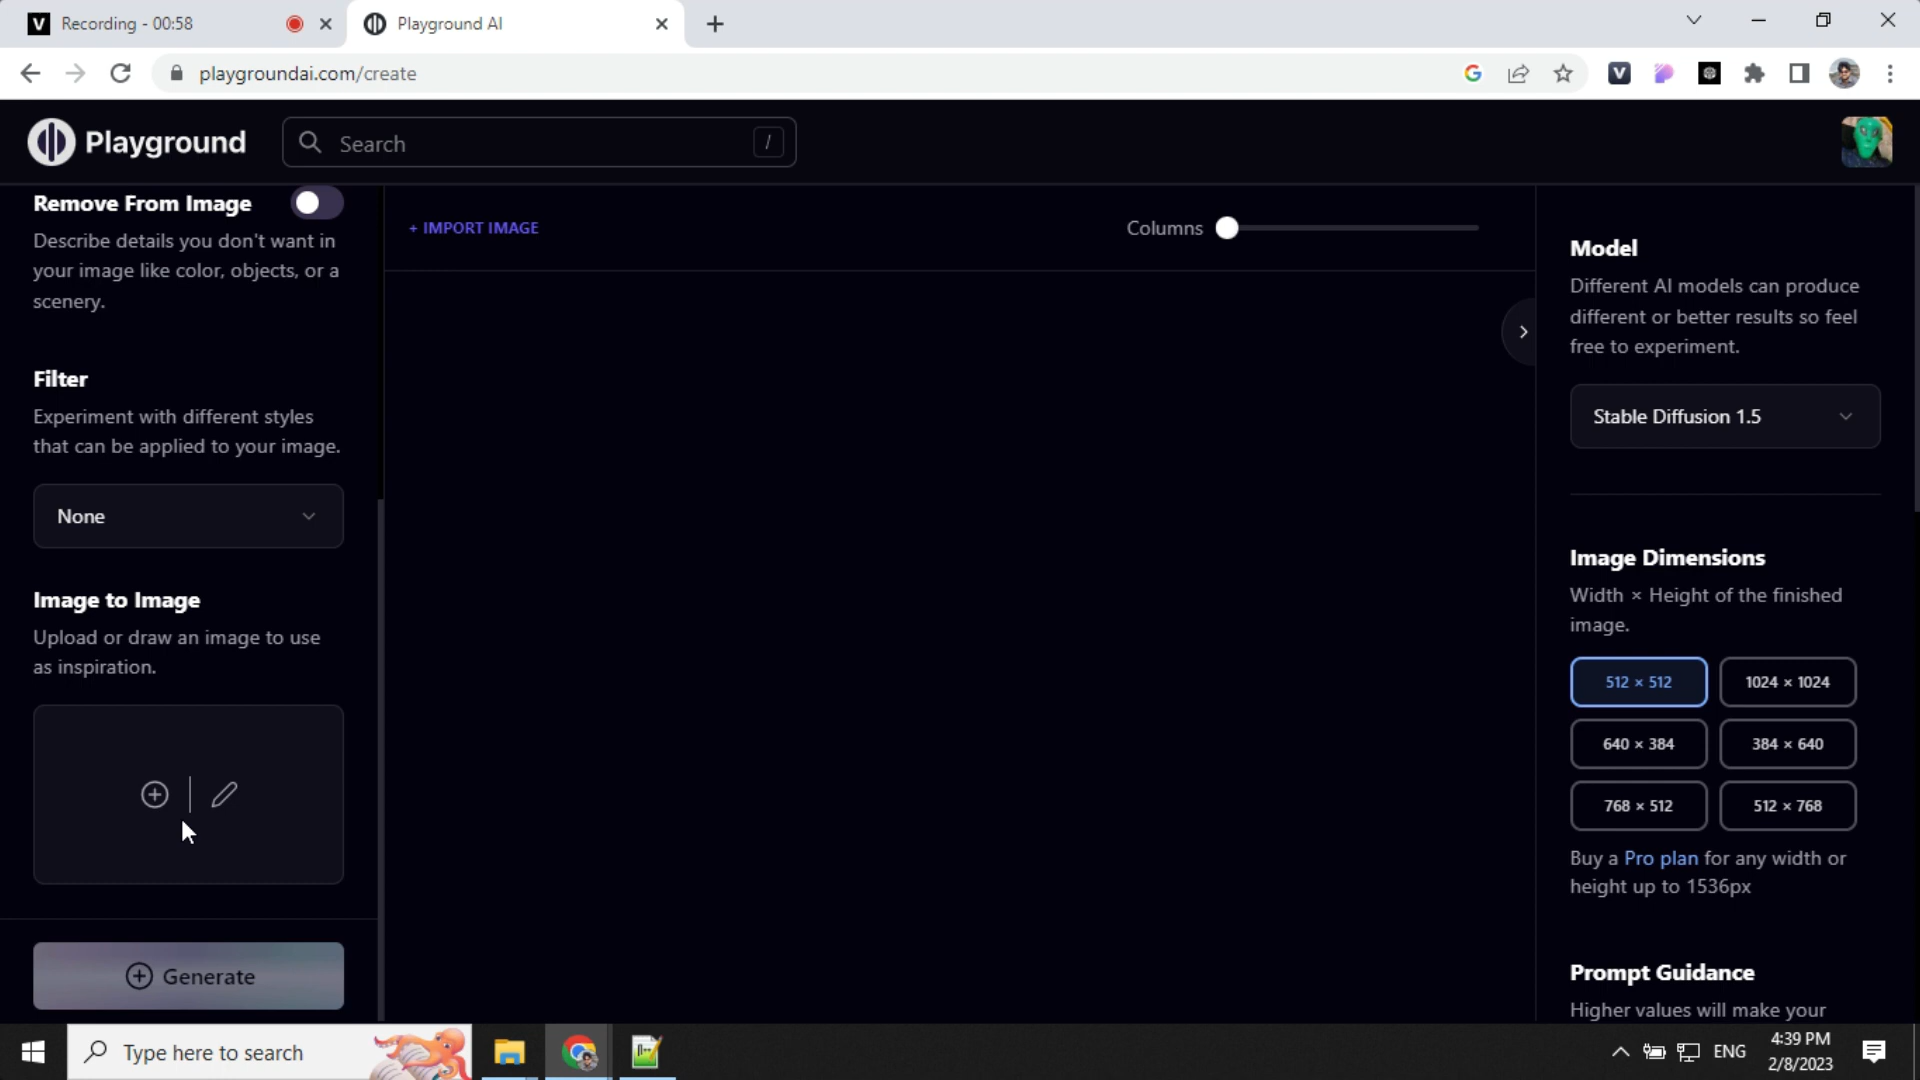 Recording - 00:58
Playground AI
playgroundai.com/create
Playground
Search
/
Remove From Image
Describe details you don't want in
your image like color, objects, or a
scenery.
Filter
Experiment with different styles
that can be applied to your image.
None
Image to Image
Upload or draw an image to use
as inspiration.
Generate
+ IMPORT IMAGE
Columns
Model
Different AI models can produce
different or better results so feel
free to experiment.
Stable Diffusion 1.5
Image Dimensions
Width × Height of the finished
image.
512 × 512
1024 × 1024
640 × 384
384 × 640
768 × 512
512 × 768
Buy a Pro plan for any width or
height up to 1536px
Prompt Guidance
Higher values will make your
Type here to search
ENG
4:39 PM
2/8/2023